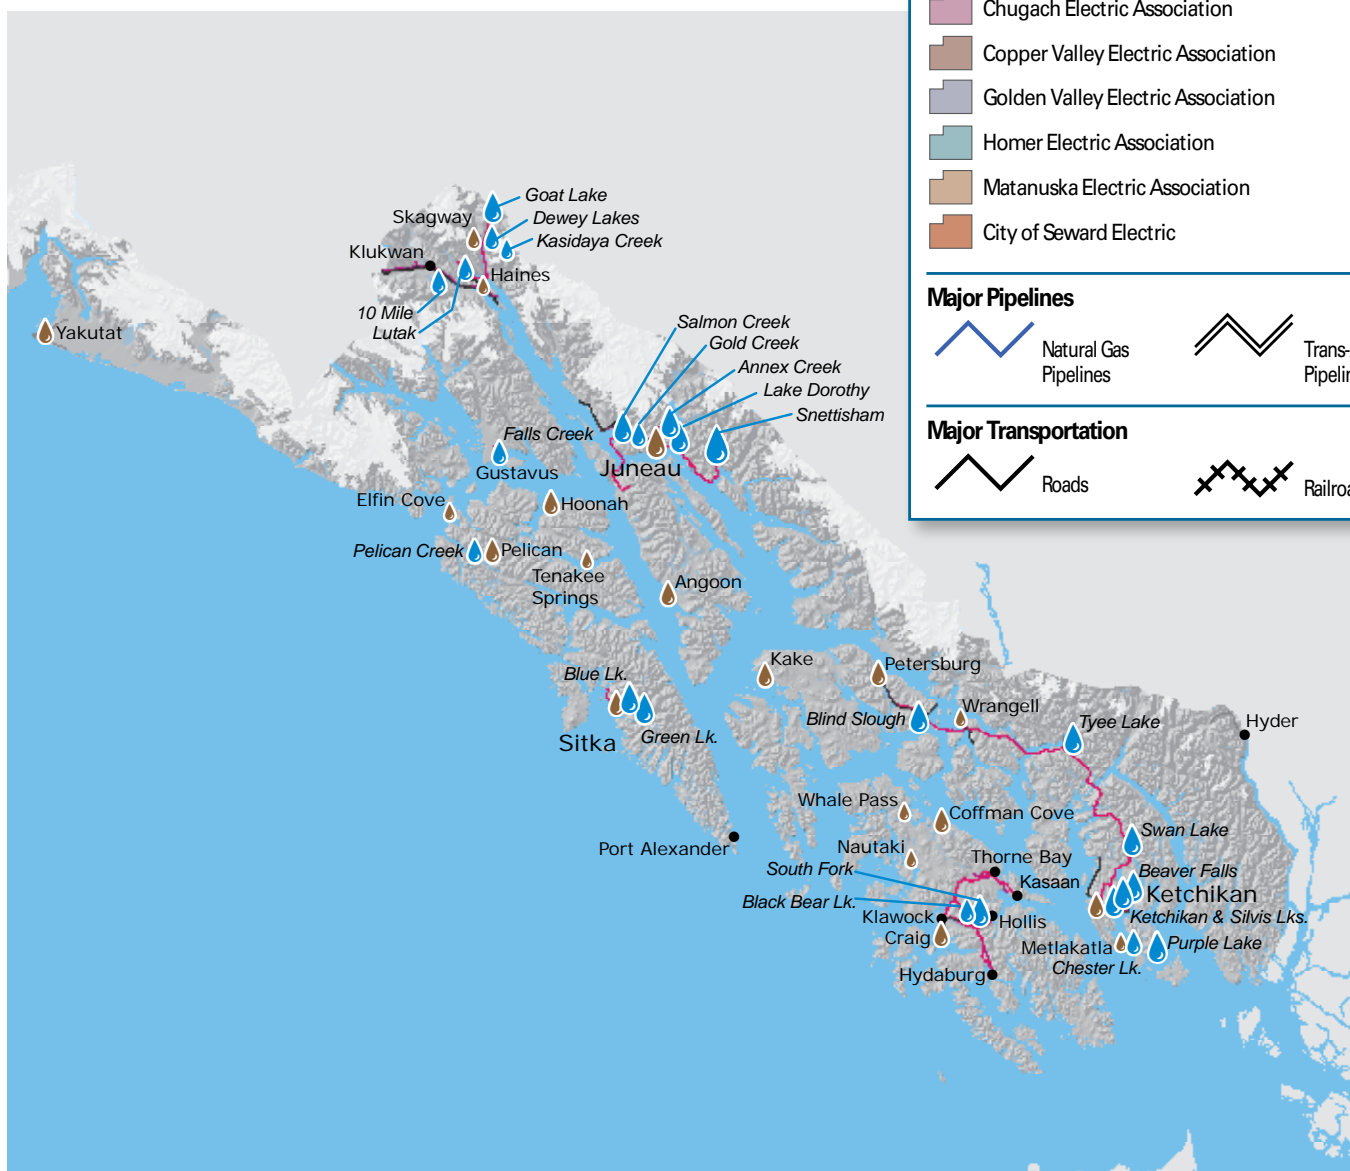 Chugach Electric Association
Copper Valley Electric Association
Golden Valley Electric Association
Homer Electric Association
Matanuska Electric Association
City of Seward Electric
Major Pipelines
Natural Gas
Pipelines
Trans-
Pipelin
Major Transportation
Roads
Railroa
Goat Lake
Skagway
Dewey Lakes
Kasidaya Creek
Klukwan
Haines
10 Mile
Lutak
Yakutat
Salmon Creek
Gold Creek
Annex Creek
Lake Dorothy
Snettisham
Falls Creek
Gustavus
Juneau
Elfin Cove
Hoonah
Pelican Creek
Pelican
Tenakee
Springs
Angoon
Kake
Petersburg
Blue Lk.
Green Lk.
Sitka
Blind Slough
Wrangell
Tyee Lake
Hyder
Whale Pass
Coffman Cove
Port Alexander
Nautaki
Swan Lake
South Fork
Thorne Bay
Kasaan
Beaver Falls
Ketchikan
Black Bear Lk.
Klawock
Hollis
Ketchikan & Silvis Lks.
Craig
Metlakatla
Purple Lake
Chester Lk.
Hydaburg